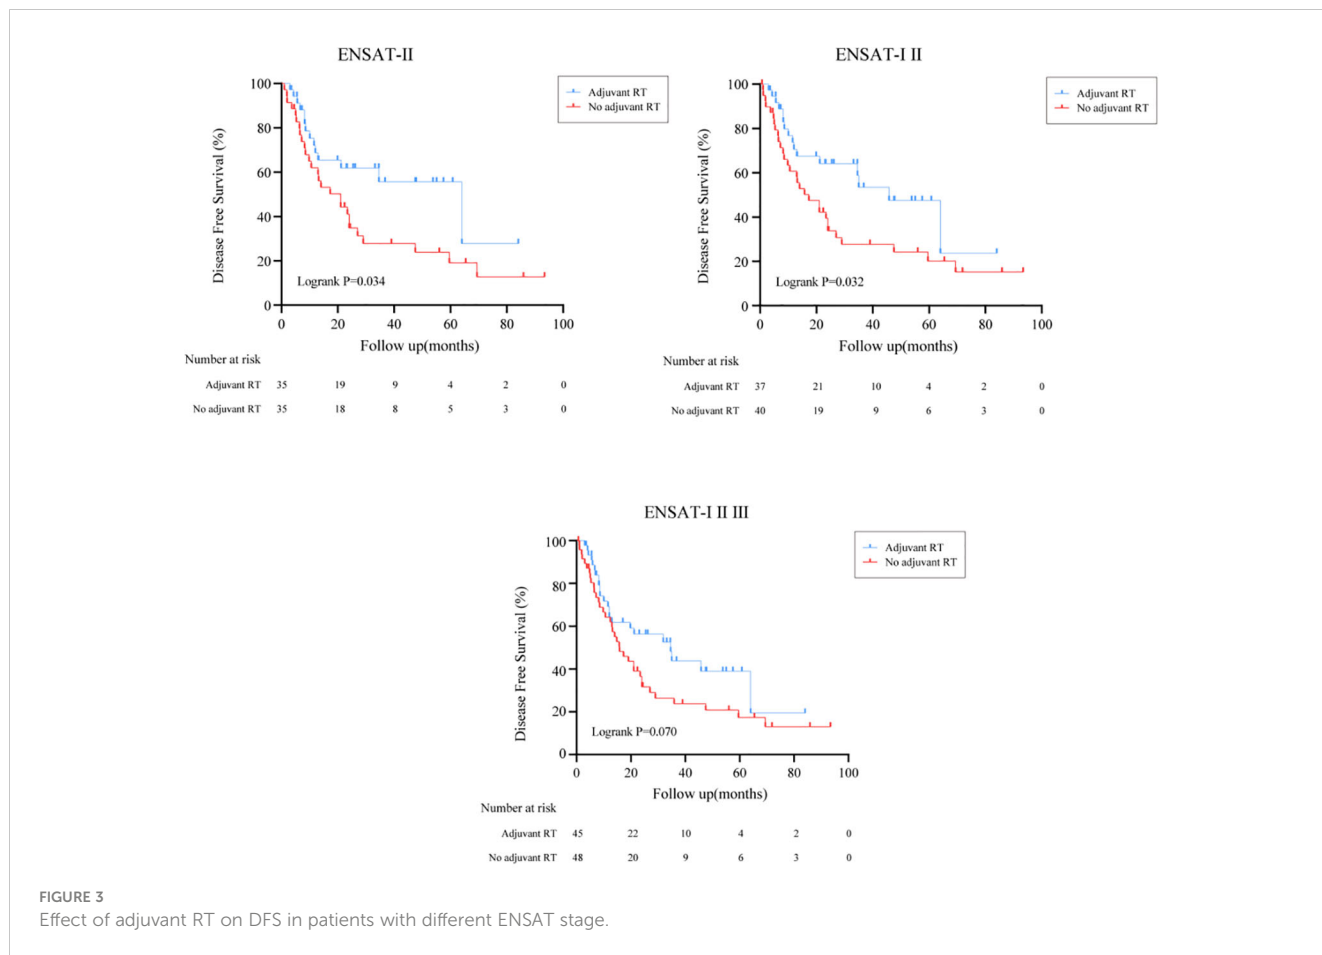 ENSAT-II
Adjuvant RT
No adjuvant RT
Disease Free Survival (%)
100
80
60
40
20
0
Logrank P=0.034
0 20 40 60 80 100
Follow up(months)
Number at risk
Adjuvant RT 35 19 9 4 2 0
No adjuvant RT 35 18 8 5 3 0
ENSAT-I II
Adjuvant RT
No adjuvant RT
Disease Free Survival (%)
100
80
60
40
20
0
Logrank P=0.032
0 20 40 60 80 100
Follow up(months)
Number at risk
Adjuvant RT 37 21 10 4 2 0
No adjuvant RT 40 19 9 6 3 0
ENSAT-I II III
Adjuvant RT
No adjuvant RT
Disease Free Survival (%)
100
80
60
40
20
0
Logrank P=0.070
0 20 40 60 80 100
Follow up(months)
Number at risk
Adjuvant RT 45 22 10 4 2 0
No adjuvant RT 48 20 9 6 3 0
FIGURE 3
Effect of adjuvant RT on DFS in patients with different ENSAT stage.